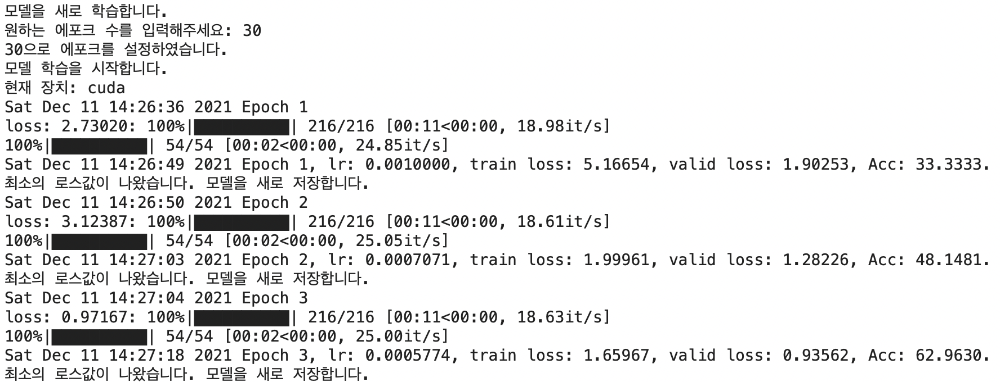 모델을 새로 학습합니다.
원하는 에포크 수를 입력해주세요: 30
30으로 에포크를 설정하였습니다.
모델 학습을 시작합니다.
현재 장치: cuda
Sat Dec 11 14:26:36 2021 Epoch 1
loss: 2.73020: 100%|██████████| 216/216 [00:11<00:00, 18.98it/s]
100%|██████████| 54/54 [00:02<00:00, 24.85it/s]
Sat Dec 11 14:26:49 2021 Epoch 1, lr: 0.0010000, train loss: 5.16654, valid loss: 1.90253, Acc: 33.3333.
최소의 로스값이 나왔습니다. 모델을 새로 저장합니다.
Sat Dec 11 14:26:50 2021 Epoch 2
loss: 3.12387: 100%|██████████| 216/216 [00:11<00:00, 18.61it/s]
100%|██████████| 54/54 [00:02<00:00, 25.05it/s]
Sat Dec 11 14:27:03 2021 Epoch 2, lr: 0.0007071, train loss: 1.99961, valid loss: 1.28226, Acc: 48.1481.
최소의 로스값이 나왔습니다. 모델을 새로 저장합니다.
Sat Dec 11 14:27:04 2021 Epoch 3
loss: 0.97167: 100%|██████████| 216/216 [00:11<00:00, 18.63it/s]
100%|██████████| 54/54 [00:02<00:00, 25.00it/s]
Sat Dec 11 14:27:18 2021 Epoch 3, lr: 0.0005774, train loss: 1.65967, valid loss: 0.93562, Acc: 62.9630.
최소의 로스값이 나왔습니다. 모델을 새로 저장합니다.